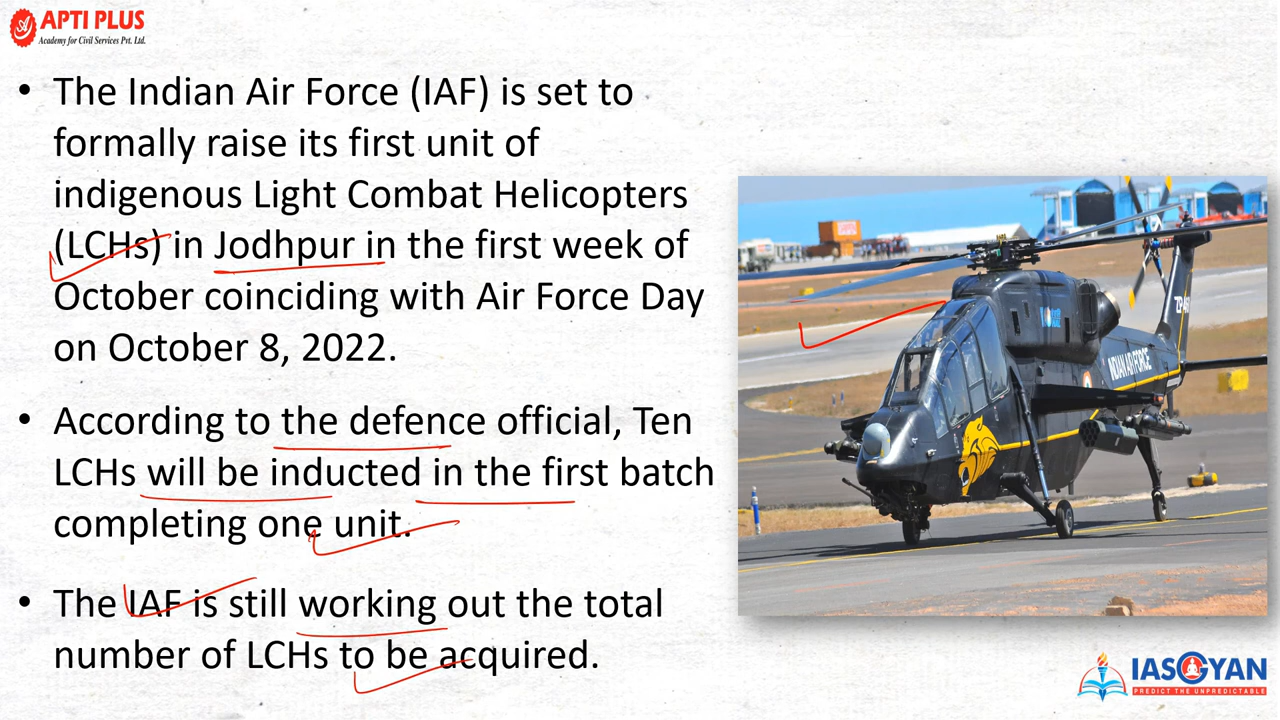 APTI PLUS
Academy for Civil Services Pvt. Ltd.
• The Indian Air Force (IAF) is set to
formally raise its first unit of
indigenous Light Combat Helicopters
(LCHs) in Jodhpur in the first week of
October coinciding with Air Force Day
on October 8, 2022.
• According to the defence official, Ten
LCHs will be inducted in the first batch
completing one unit.
• The IAF is still working out the total
number of LCHs to be acquired.
INDIAN AIR FORCE
IASGYAN
PREDICT THE UNPREDICTABLE